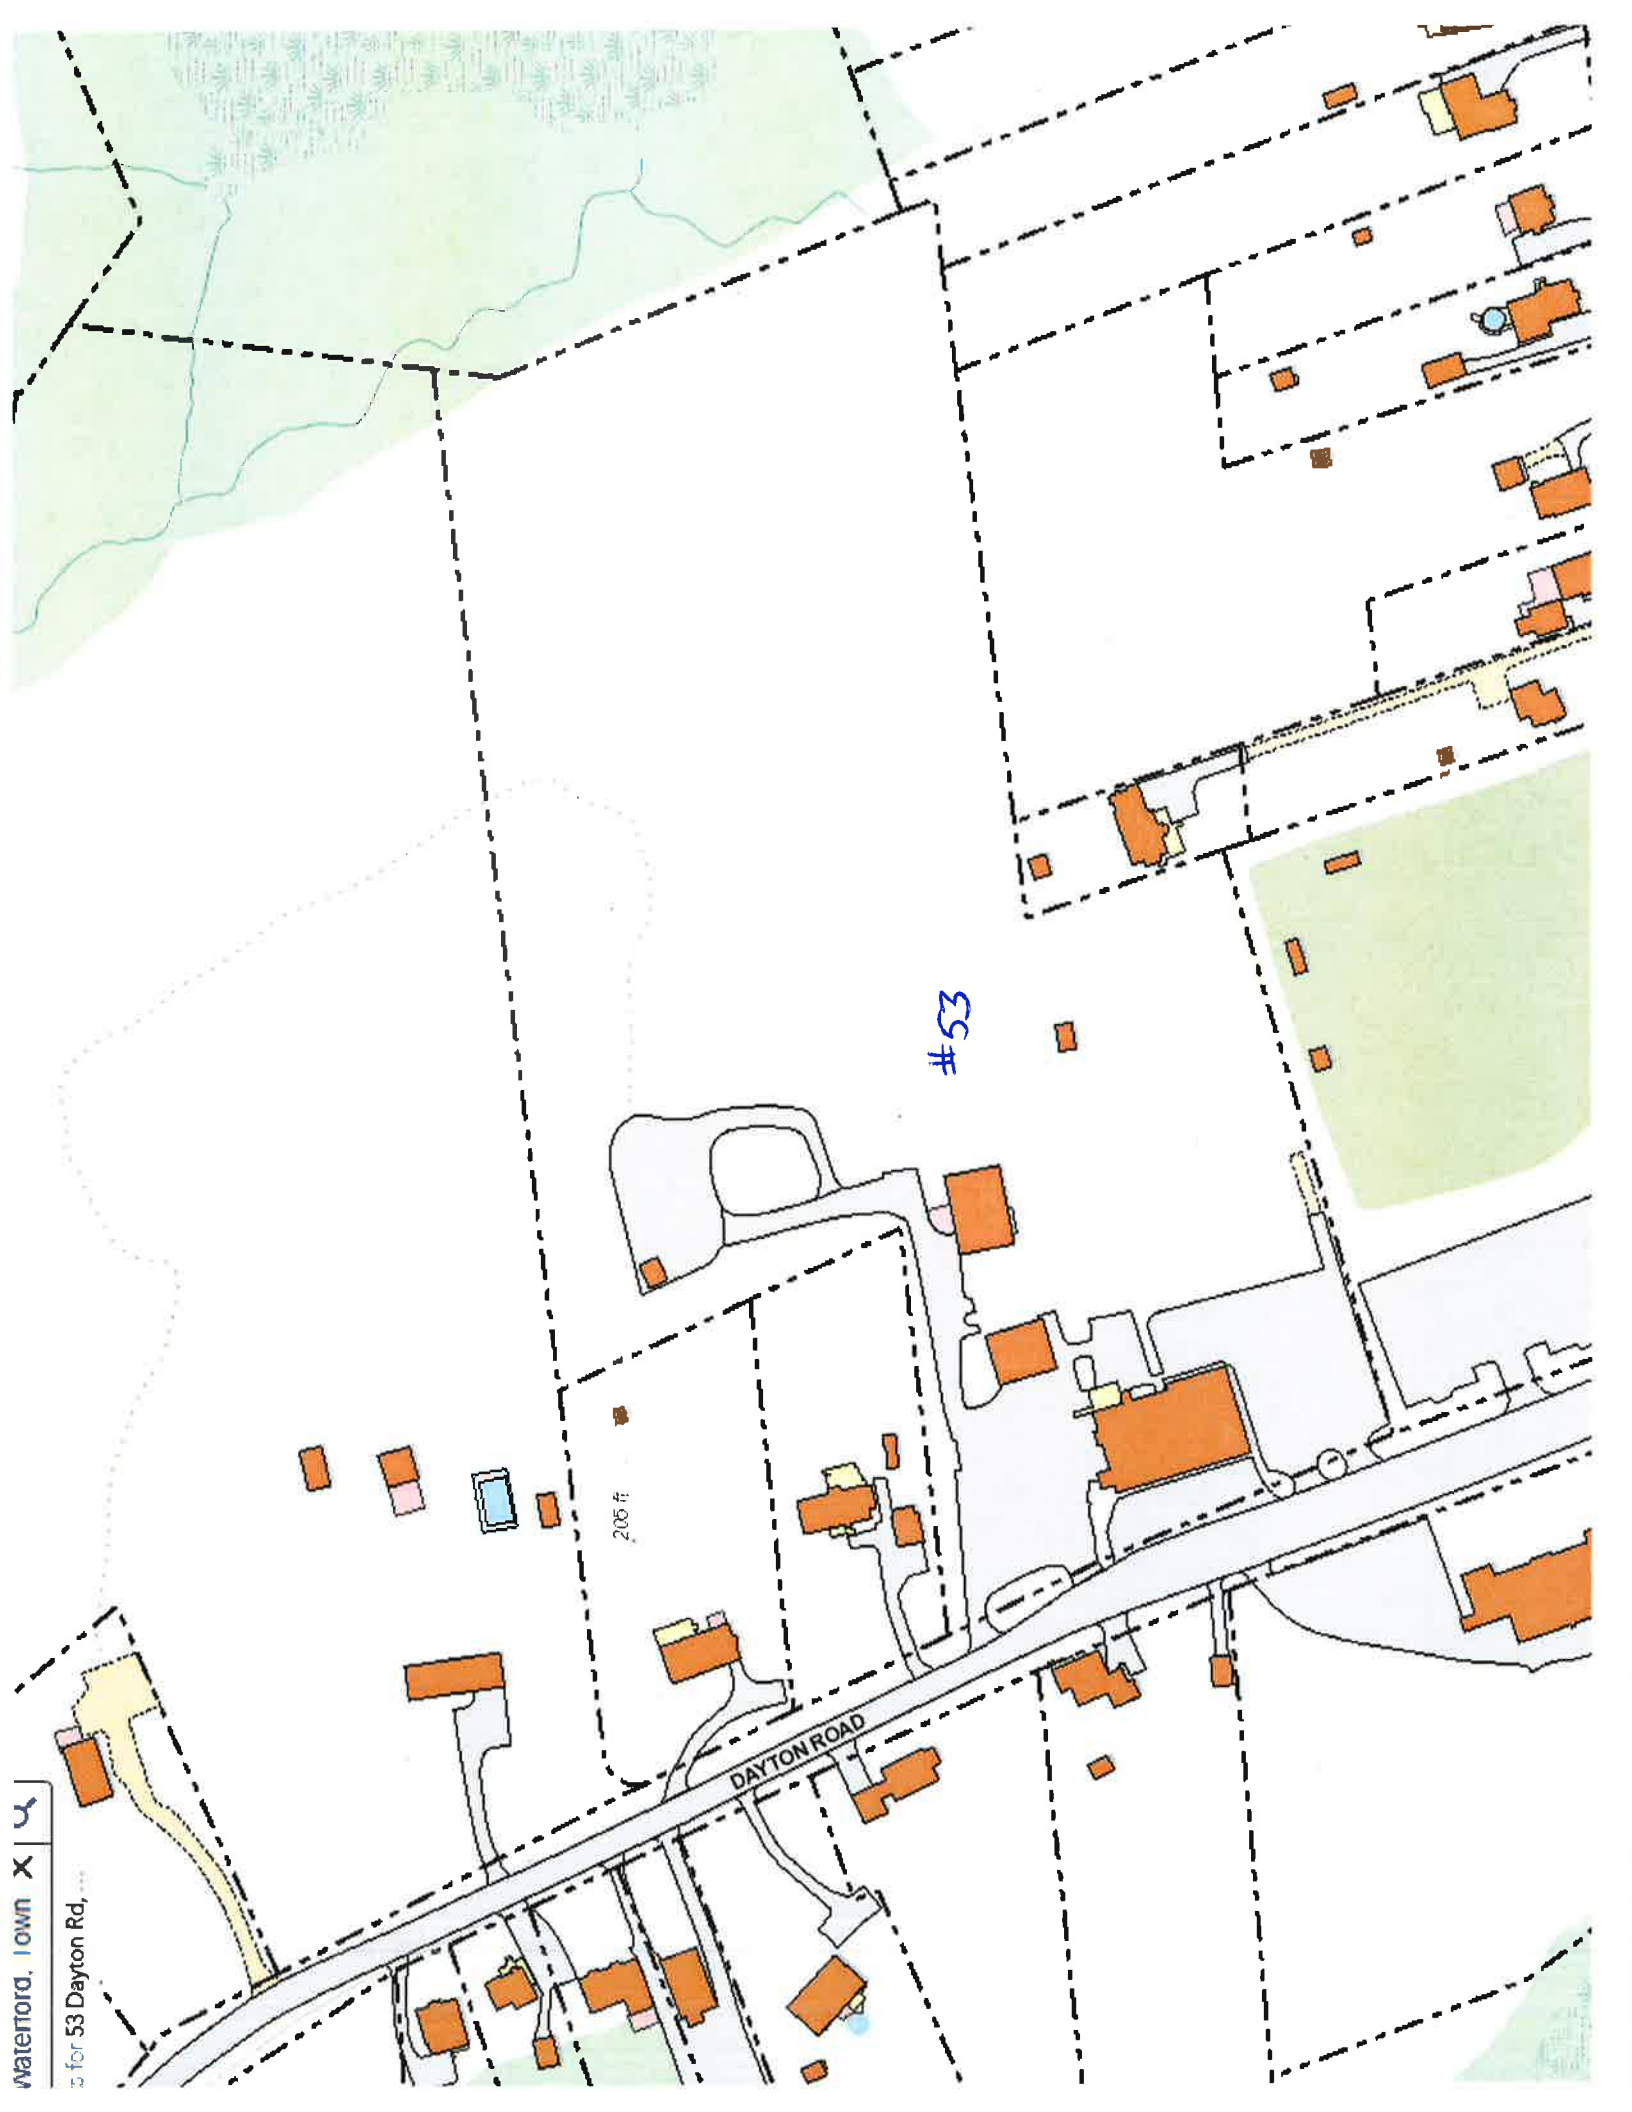 Waterford, Town X
s for 53 Dayton Rd, ...
#53
205 ft
DAYTON ROAD